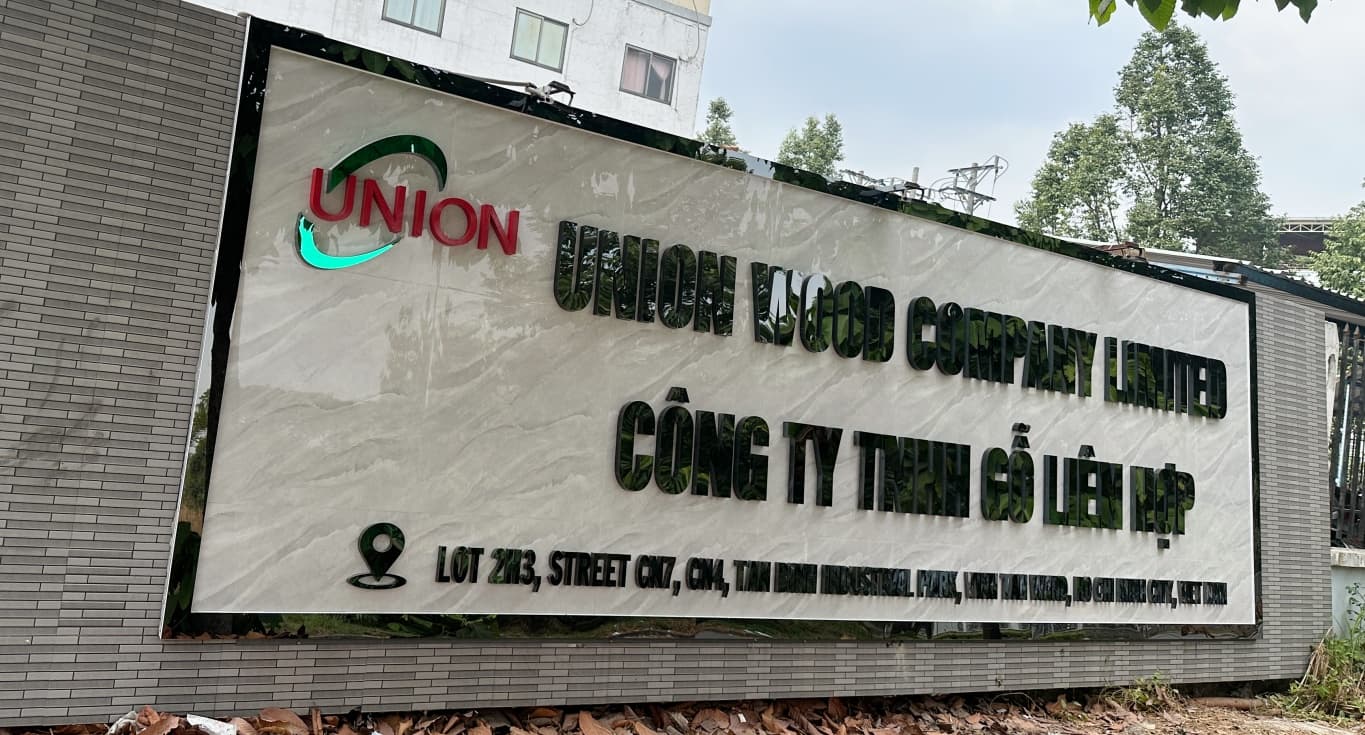 UNION
UNION WOOD COMPANY LIMITED
CÔNG TY TNHH GỖ LIÊN HỢP
LOT 2H3, STREET CN7, CN4, TAN BINH INDUSTRIAL PARK, TAN WARD, HO CHI MINH CITY, VIET NAM